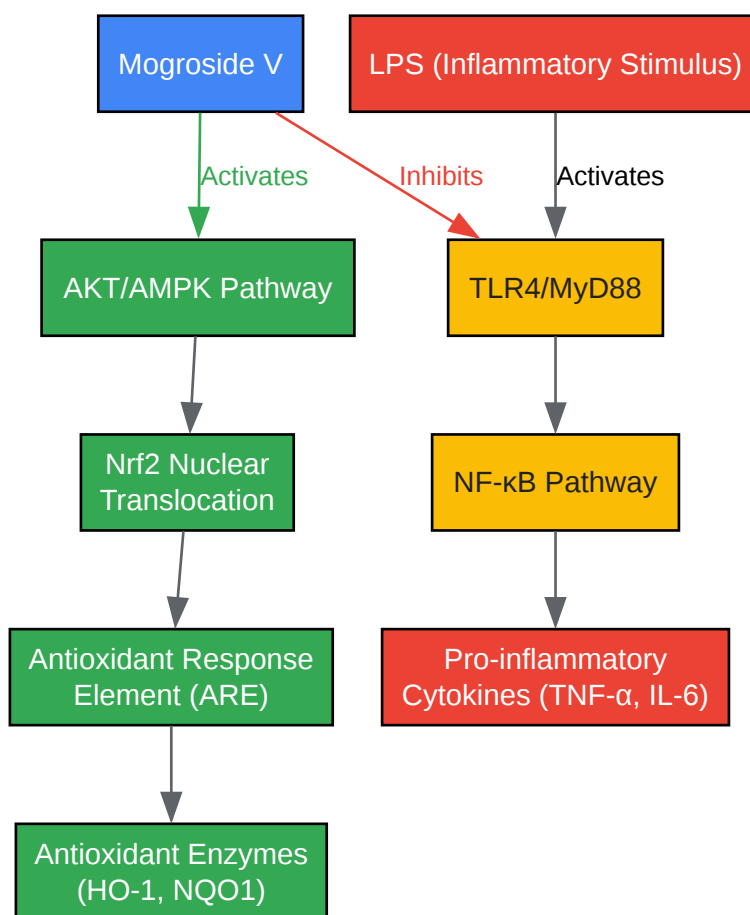 Mogroside V
LPS (Inflammatory Stimulus)
Activates
Inhibits
Activates
AKT/AMPK Pathway
TLR4/MyD88
Nrf2 Nuclear
Translocation
NF-κB Pathway
Antioxidant Response
Element (ARE)
Pro-inflammatory
Cytokines (TNF-α, IL-6)
Antioxidant Enzymes
(HO-1, NQO1)